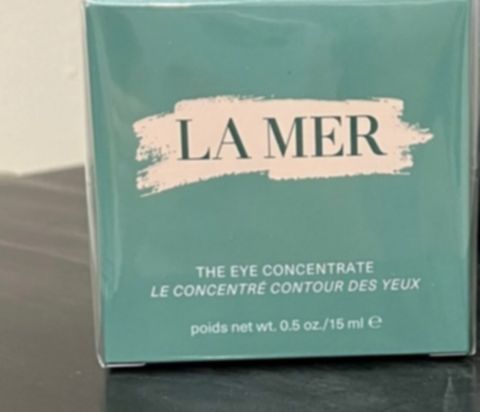 LA MER
THE EYE CONCENTRATE
LE CONCENTRÉ CONTOUR DES YEUX
poids net wt. 0.5 oz./15 ml ℮